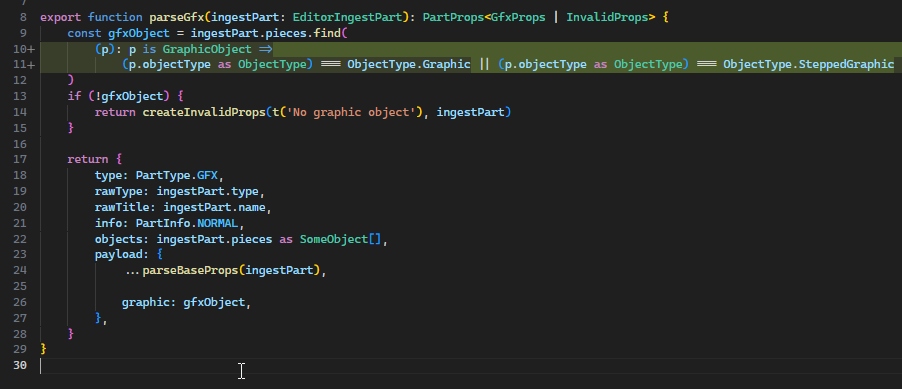 7
8 export function parseGfx(ingestPart: EditorIngestPart): PartProps<GfxProps | InvalidProps> {
9 const gfxObject = ingestPart.pieces.find(
10+ (p): p is GraphicObject =>
11+ (p.objectType as ObjectType) === ObjectType.Graphic || (p.objectType as ObjectType) === ObjectType.SteppedGraphic
12 )
13 if (!gfxObject) {
14 return createInvalidProps(t('No graphic object'), ingestPart)
15 }
16
17 return {
18 type: PartType.GFX,
19 rawType: ingestPart.type,
20 rawTitle: ingestPart.name,
21 info: PartInfo.NORMAL,
22 objects: ingestPart.pieces as SomeObject[],
23 payload: {
24 ...parseBaseProps(ingestPart),
25
26 graphic: gfxObject,
27 },
28 }
29 }
30